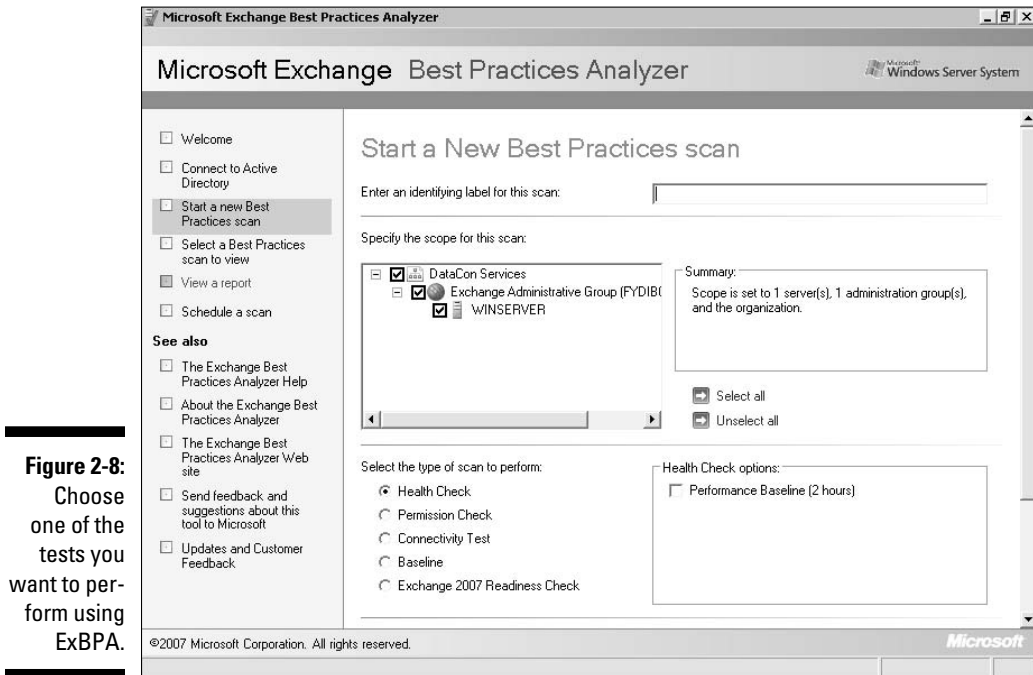 Microsoft Exchange Best Practices Analyzer
Microsoft Exchange Best Practices Analyzer
Microsoft
Windows Server System
Welcome
Connect to Active
Directory
Start a new Best
Practices scan
Select a Best Practices
scan to view
View a report
Schedule a scan
See also
The Exchange Best
Practices Analyzer Help
About the Exchange Best
Practices Analyzer
The Exchange Best
Practices Analyzer Web
site
Send feedback and
suggestions about this
tool to Microsoft
Updates and Customer
Feedback
Start a New Best Practices scan
Enter an identifying label for this scan:
Specify the scope for this scan:
DataCon Services
Exchange Administrative Group (FYDIB
WINSERVER
Summary:
Scope is set to 1 server(s), 1 administration group(s),
and the organization.
Select all
Unselect all
Select the type of scan to perform:
Health Check
Permission Check
Connectivity Test
Baseline
Exchange 2007 Readiness Check
Health Check options:
Performance Baseline (2 hours)
©2007 Microsoft Corporation. All rights reserved.
Microsoft
Figure 2-8:
Choose
one of the
tests you
want to per-
form using
ExBPA.